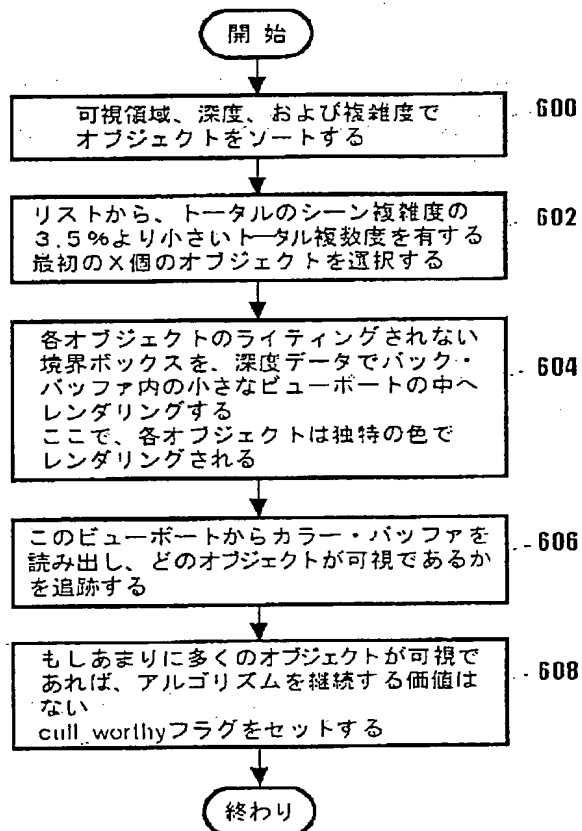 開 始
可視領域、深度、および複雑度で
オブジェクトをソートする
600
リストから、トータルのシーン複雑度の
3.5%より小さいトータル複数度を有する
最初のX個のオブジェクトを選択する
602
各オブジェクトのライティングされない
境界ボックスを、深度データでバック・
バッファ内の小さなビューポートの中へ
レンダリングする
ここで、各オブジェクトは独特の色で
レンダリングされる
604
このビューポートからカラー・バッファを
読み出し、どのオブジェクトが可視であるか
を追跡する
606
もしあまりに多くのオブジェクトが可視で
あれば、アルゴリズムを継続する価値は
ない
cull_worthyフラグをセットする
608
終わり